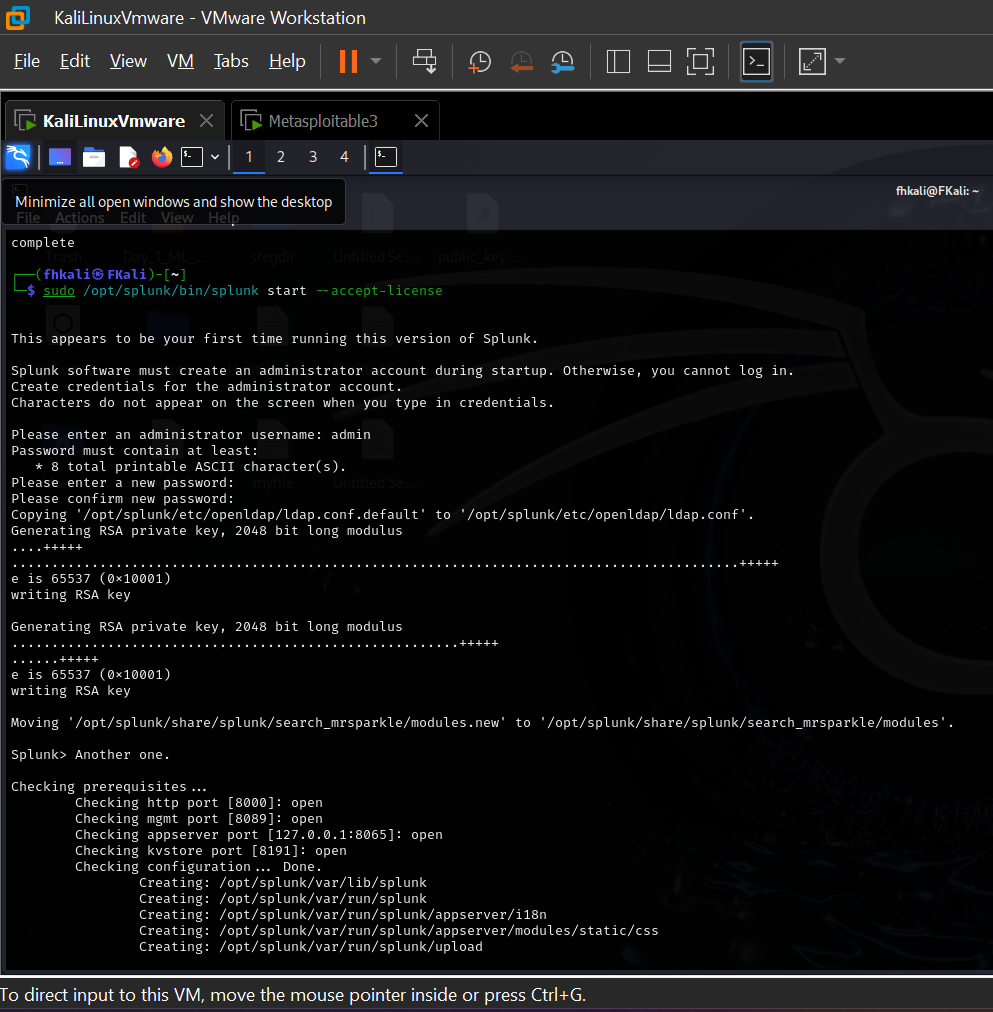 KaliLinuxVmware - VMware Workstation
File Edit View VM Tabs Help
KaliLinuxVmware Metasploitable3
1 2 3 4
fhkali@FKali: ~
Minimize all open windows and show the desktop
File Actions Edit View Help
complete
Trash Day_1_ML_... stegdir Untitled Se... public_key....
┌──(fhkali㉿FKali)-[~]
└─$ sudo /opt/splunk/bin/splunk start --accept-license
This appears to be your first time running this version of Splunk.
Splunk software must create an administrator account during startup. Otherwise, you cannot log in.
Create credentials for the administrator account.
Characters do not appear on the screen when you type in credentials.
Please enter an administrator username: admin
Password must contain at least:
* 8 total printable ASCII character(s).
Please enter a new password:
myfile Untitled Se...
Please confirm new password:
Copying '/opt/splunk/etc/openldap/ldap.conf.default' to '/opt/splunk/etc/openldap/ldap.conf'.
Generating RSA private key, 2048 bit long modulus
....+++++
...........................................................................................+++++
e is 65537 (0×10001)
writing RSA key
Generating RSA private key, 2048 bit long modulus
........................................................+++++
......+++++
e is 65537 (0×10001)
writing RSA key
Moving '/opt/splunk/share/splunk/search_mrsparkle/modules.new' to '/opt/splunk/share/splunk/search_mrsparkle/modules'.
Splunk> Another one.
Checking prerequisites...
Checking http port [8000]: open
Checking mgmt port [8089]: open
Checking appserver port [127.0.0.1:8065]: open
Checking kvstore port [8191]: open
Checking configuration... Done.
Creating: /opt/splunk/var/lib/splunk
Creating: /opt/splunk/var/run/splunk
Creating: /opt/splunk/var/run/splunk/appserver/i18n
Creating: /opt/splunk/var/run/splunk/appserver/modules/static/css
Creating: /opt/splunk/var/run/splunk/upload
To direct input to this VM, move the mouse pointer inside or press Ctrl+G.